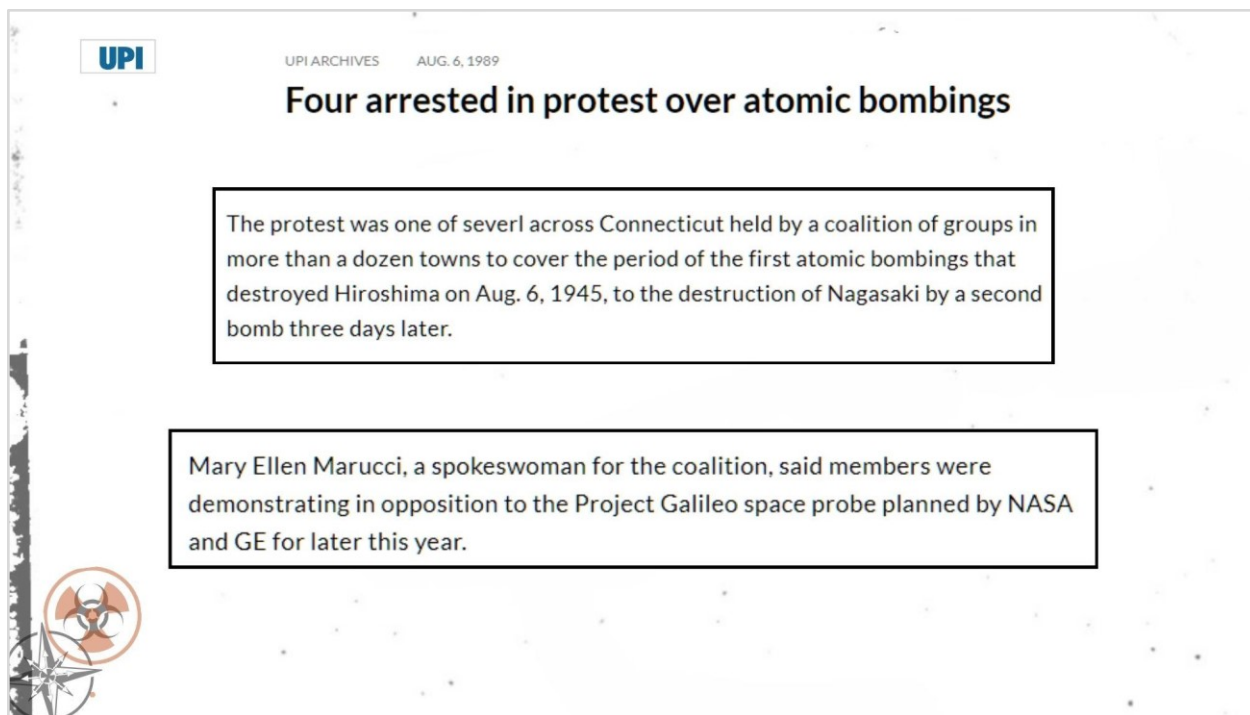 UPI
UPI ARCHIVES AUG. 6, 1989
Four arrested in protest over atomic bombings
The protest was one of severl across Connecticut held by a coalition of groups in
more than a dozen towns to cover the period of the first atomic bombings that
destroyed Hiroshima on Aug. 6, 1945, to the destruction of Nagasaki by a second
bomb three days later.
Mary Ellen Marucci, a spokeswoman for the coalition, said members were
demonstrating in opposition to the Project Galileo space probe planned by NASA
and GE for later this year.